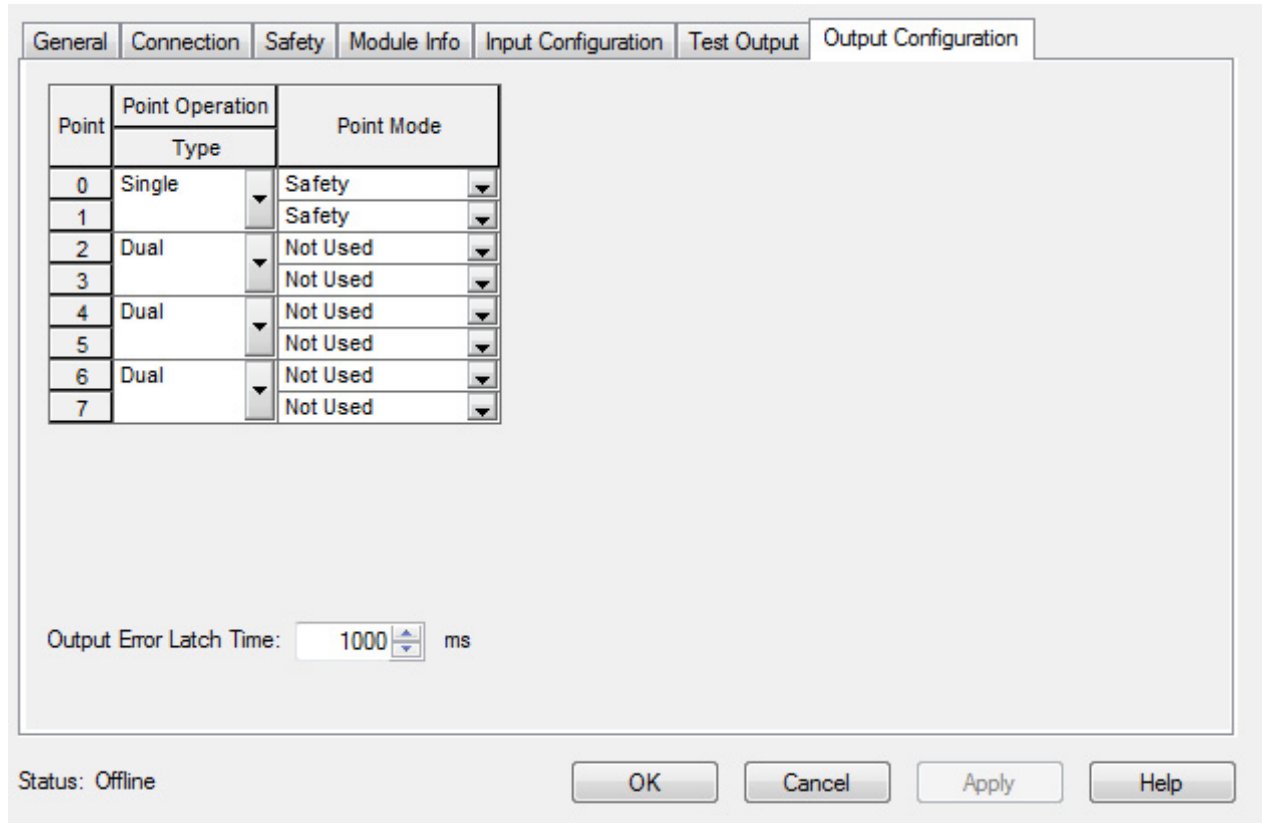 General Connection Safety Module Info Input Configuration Test Output Output Configuration
Point Point Operation Point Mode
Type
0 Single Safety
1 Safety
2 Dual Not Used
3 Not Used
4 Dual Not Used
5 Not Used
6 Dual Not Used
7 Not Used
Output Error Latch Time: 1000 ms
Status: Offline OK Cancel Apply Help